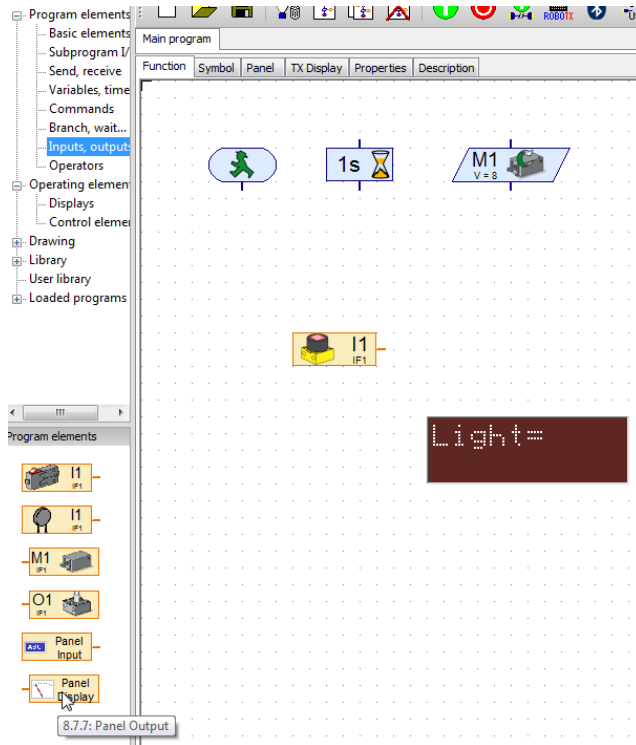 Program elements
Basic elements
Subprogram I/
Send, receive
Variables, time
Commands
Branch, wait...
Inputs, output
Operators
Operating elemen
Displays
Control elemen
Drawing
Library
User library
Loaded programs
Program elements
I1
IF1
I1
IF1
M1
IF1
O1
IF1
Panel
Input
Panel
Display
8.7.7: Panel Output
ROBOTX
Main program
Function Symbol Panel TX Display Properties Description
1s
M1
V = 8
I1
IF1
Light=